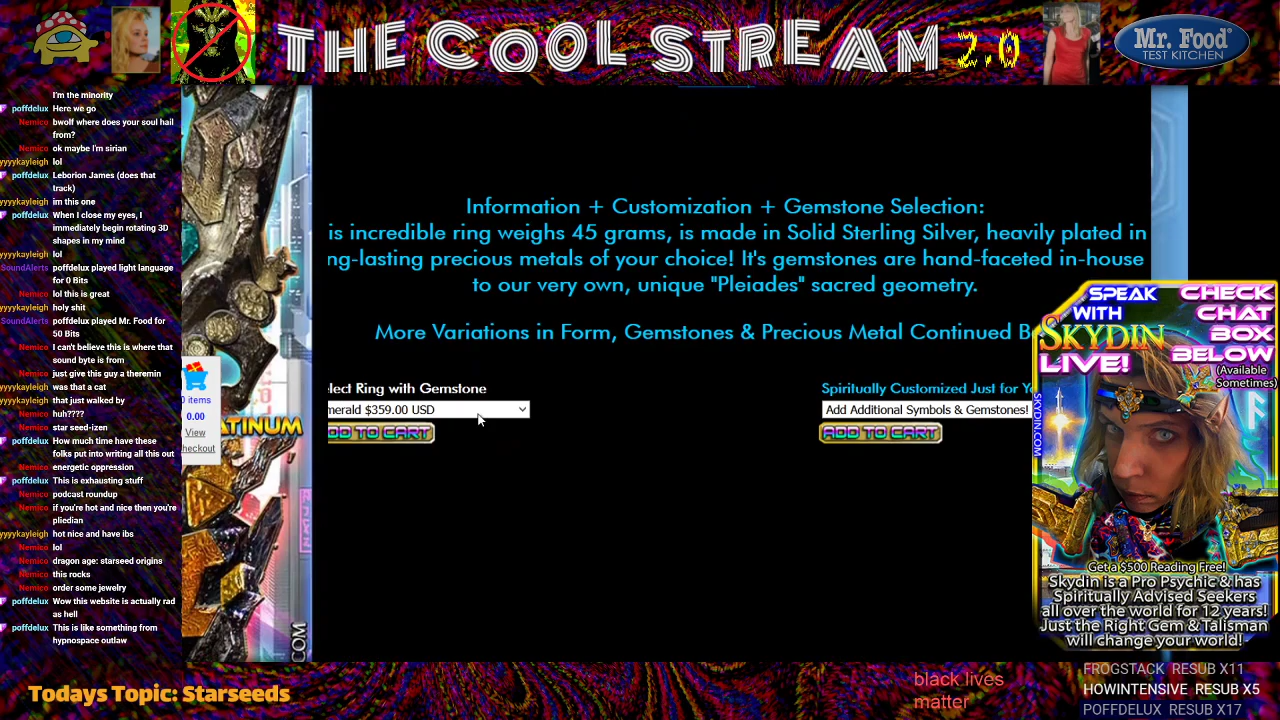 THE COOL STREAM 2.0
Mr. Food®
TEST KITCHEN
I'm the minority
poffdelux Here we go
Nemico bwolf where does your soul hail
from?
Nemico ok maybe I'm sirian
yyyykayleigh lol
poffdelux Leborion James (does that
track)
yyyykayleigh im this one
poffdelux When I close my eyes, I
immediately begin rotating 3D
shapes in my mind
yyyykayleigh lol
SoundAlerts poffdelux played light language
for 0 Bits
Nemico lol this is great
yyyykayleigh holy shit
SoundAlerts poffdelux played Mr. Food for
50 Bits
Nemico I can't believe this is where that
sound byte is from
Nemico just give this guy a theremin
yyyykayleigh was that a cat
yyyykayleigh that just walked by
Nemico huh????
Nemico star seed-izen
poffdelux How much time have these
folks put into writing all this out
Nemico energetic oppression
poffdelux This is exhausting stuff
Nemico podcast roundup
Nemico if you're hot and nice then you're
pliedian
yyyykayleigh hot nice and have ibs
Nemico lol
Nemico dragon age: starseed origins
Nemico this rocks
Nemico order some jewelry
poffdelux Wow this website is actually rad
as hell
poffdelux This is like something from
hypnospace outlaw
0 items
0.00
View
heckout
ATINUM
COM
Information + Customization + Gemstone Selection:
is incredible ring weighs 45 grams, is made in Solid Sterling Silver, heavily plated in
ng-lasting precious metals of your choice! It's gemstones are hand-faceted in-house
to our very own, unique "Pleiades" sacred geometry.
More Variations in Form, Gemstones & Precious Metal Continued B
lect Ring with Gemstone
merald $359.00 USD
DD TO CART
Spiritually Customized Just for Yo
Add Additional Symbols & Gemstones!
ADD TO CART
SPEAK
WITH
SKYDIN
LIVE!
CHECK
CHAT
BOX
BELOW
(Available
Sometimes)
SKYDIN.COM
Get a $500 Reading Free!
Skydin is a Pro Psychic & has
Spiritually Advised Seekers
all over the world for 12 years!
Just the Right Gem & Talisman
will change your world!
Todays Topic: Starseeds
black lives
matter
FROGSTACK RESUB X11
HOWINTENSIVE RESUB X5
POFFDELUX RESUB X17